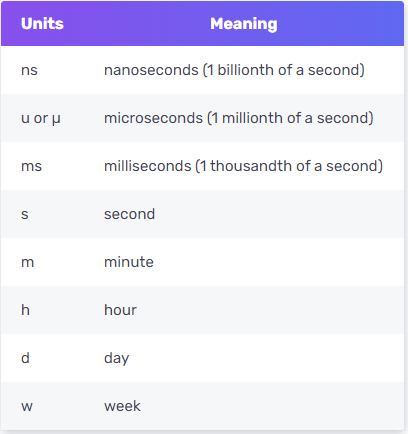 Units Meaning
ns nanoseconds (1 billionth of a second)
u or µ microseconds (1 millionth of a second)
ms milliseconds (1 thousandth of a second)
s second
m minute
h hour
d day
w week